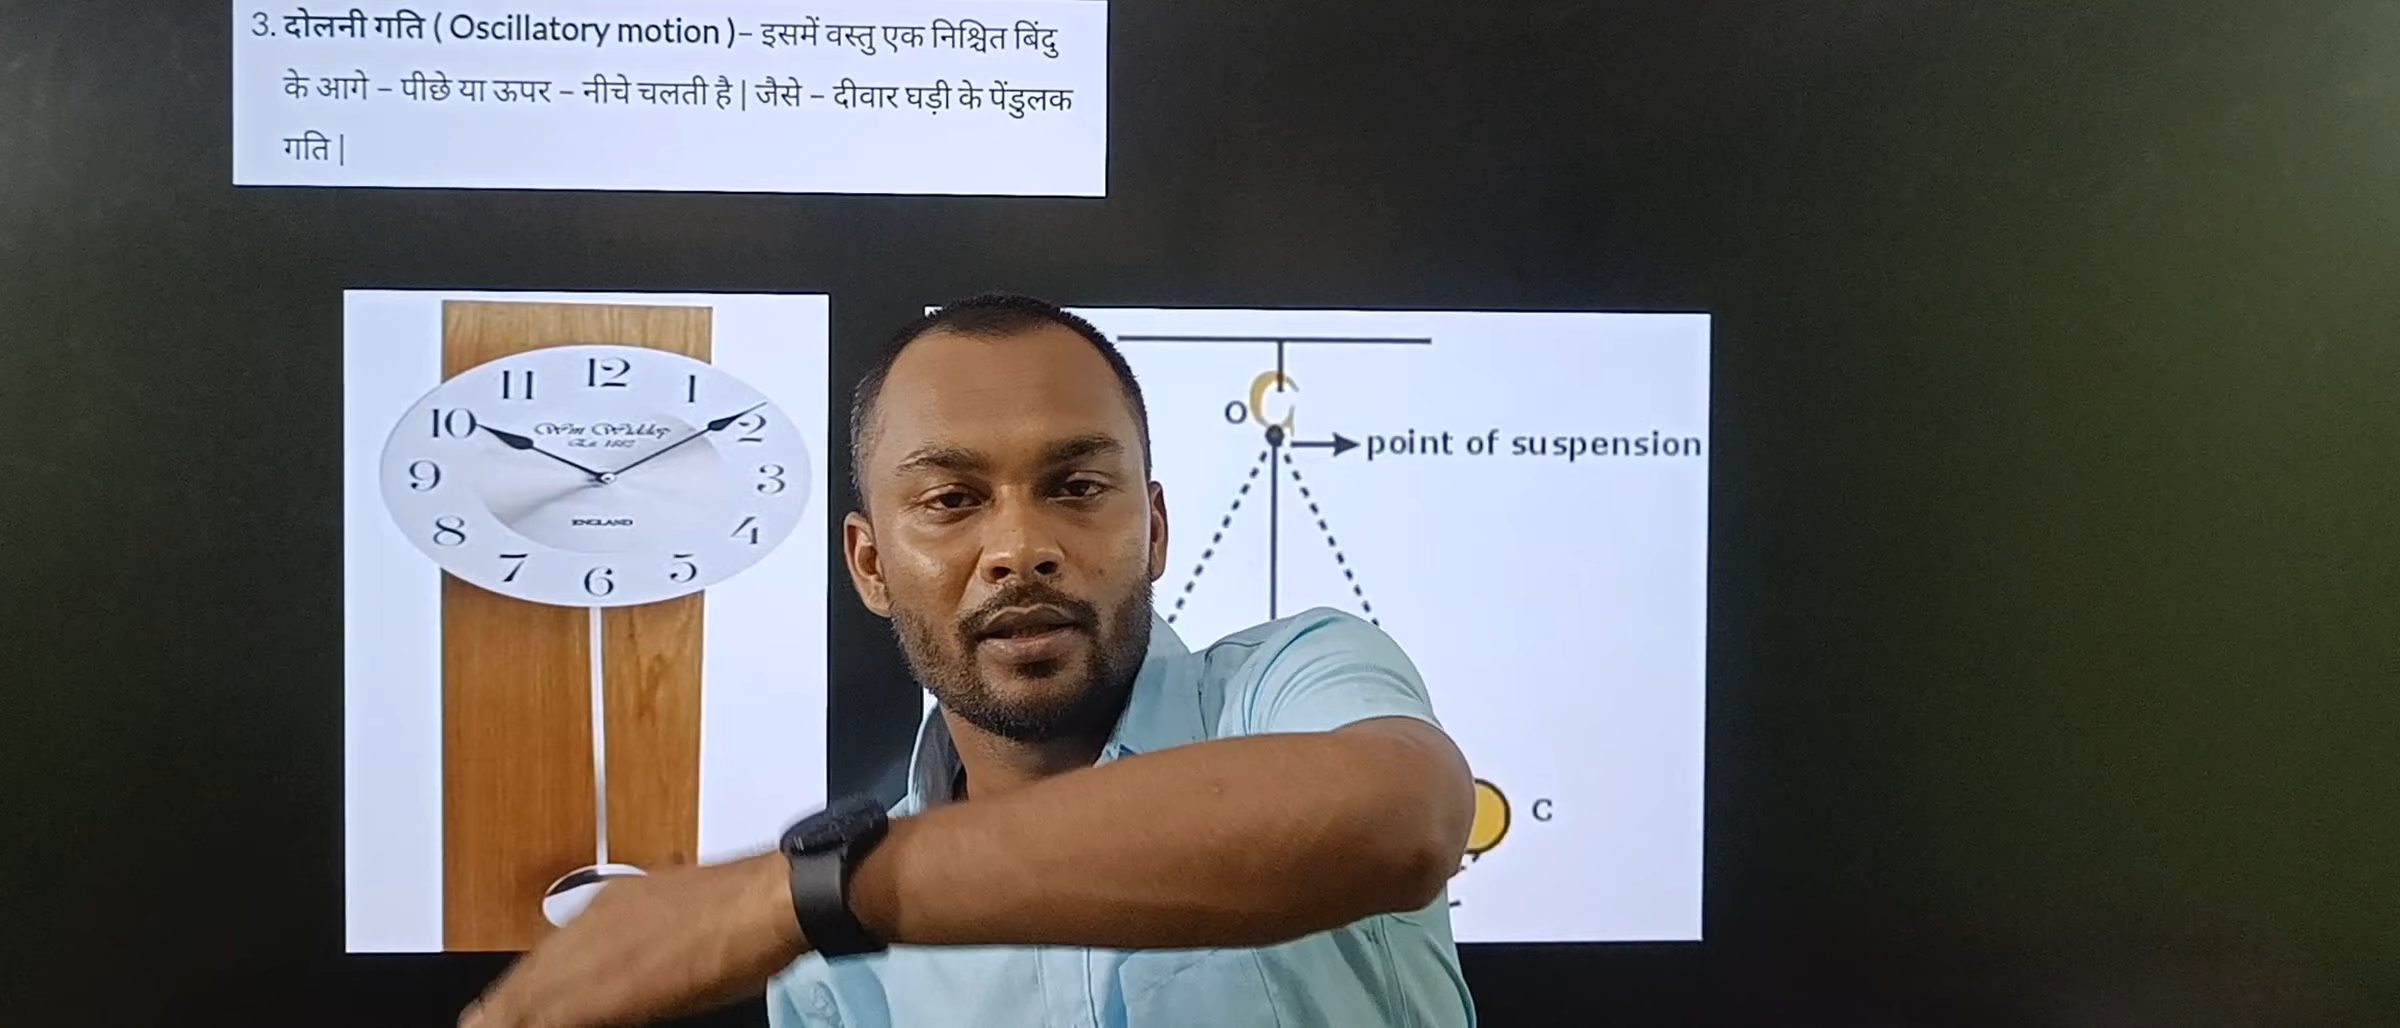 3. दोलनी गति ( Oscillatory motion )– इसमें वस्तु एक निश्चित बिंदु
के आगे – पीछे या ऊपर – नीचे चलती है | जैसे – दीवार घड़ी के पेंडुलक
गति |
11 12 1
10 2
9 3
8 4
7 6 5
ENGLAND
O
point of suspension
C